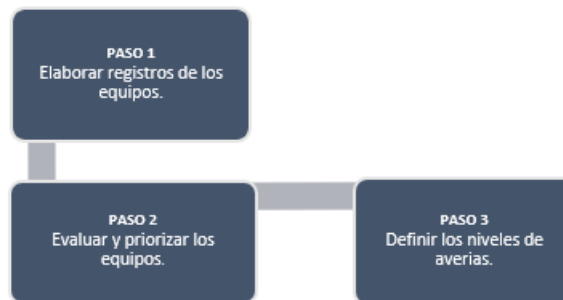 PASO 1
Elaborar registros de los
equipos.
PASO 2
Evaluar y priorizar los
equipos.
PASO 3
Definir los niveles de
averias.